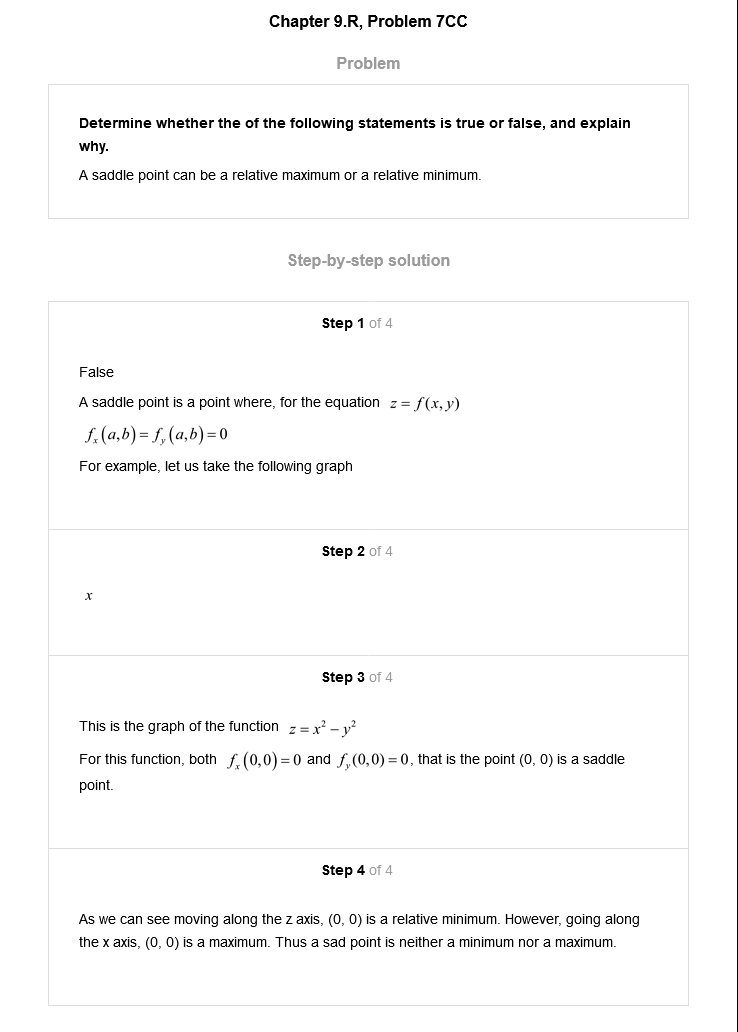 Chapter 9.R, Problem 7CC
Problem
Determine whether the of the following statements is true or false, and explain
why.
A saddle point can be a relative maximum or a relative minimum.
Step-by-step solution
Step 1 of 4
False
A saddle point is a point where, for the equation z = f(x, y)
fₓ(a,b) = fᵧ(a,b) = 0
For example, let us take the following graph
Step 2 of 4
x
Step 3 of 4
This is the graph of the function z = x² − y²
For this function, both fₓ(0,0) = 0 and fᵧ(0,0) = 0, that is the point (0, 0) is a saddle
point.
Step 4 of 4
As we can see moving along the z axis, (0, 0) is a relative minimum. However, going along
the x axis, (0, 0) is a maximum. Thus a sad point is neither a minimum nor a maximum.